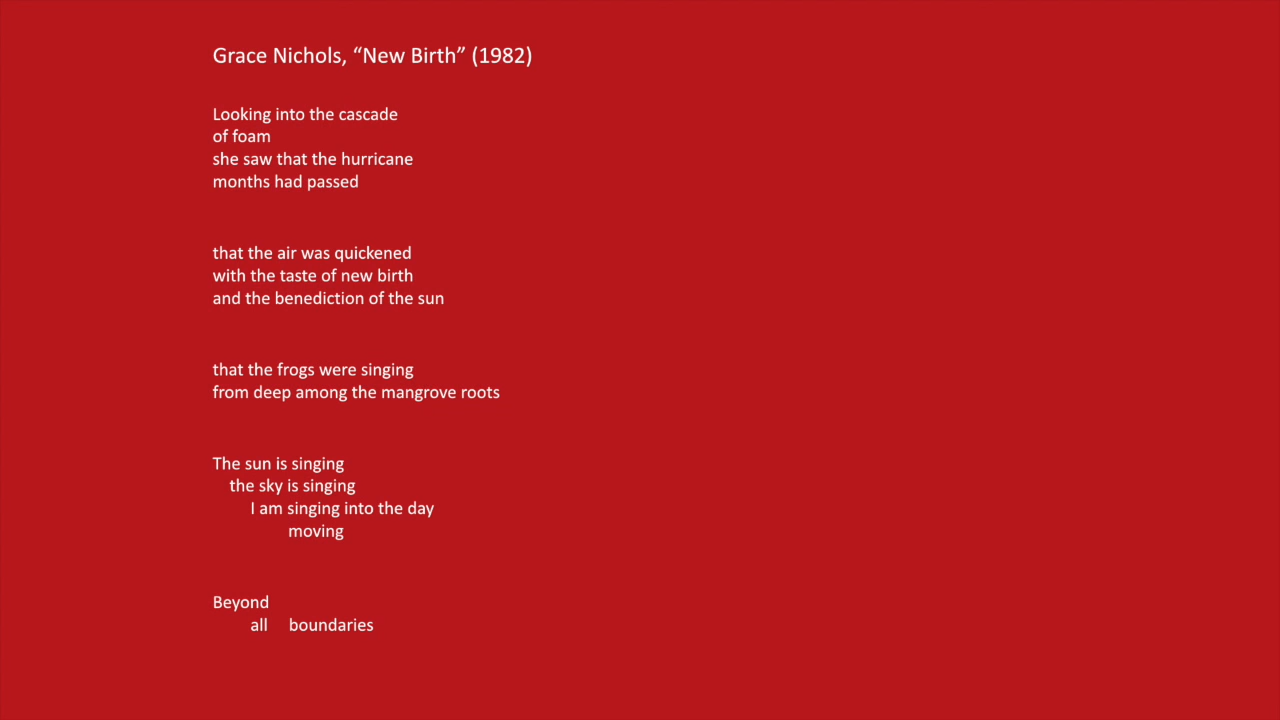 Grace Nichols, “New Birth” (1982)
Looking into the cascade
of foam
she saw that the hurricane
months had passed
that the air was quickened
with the taste of new birth
and the benediction of the sun
that the frogs were singing
from deep among the mangrove roots
The sun is singing
the sky is singing
I am singing into the day
moving
Beyond
all boundaries